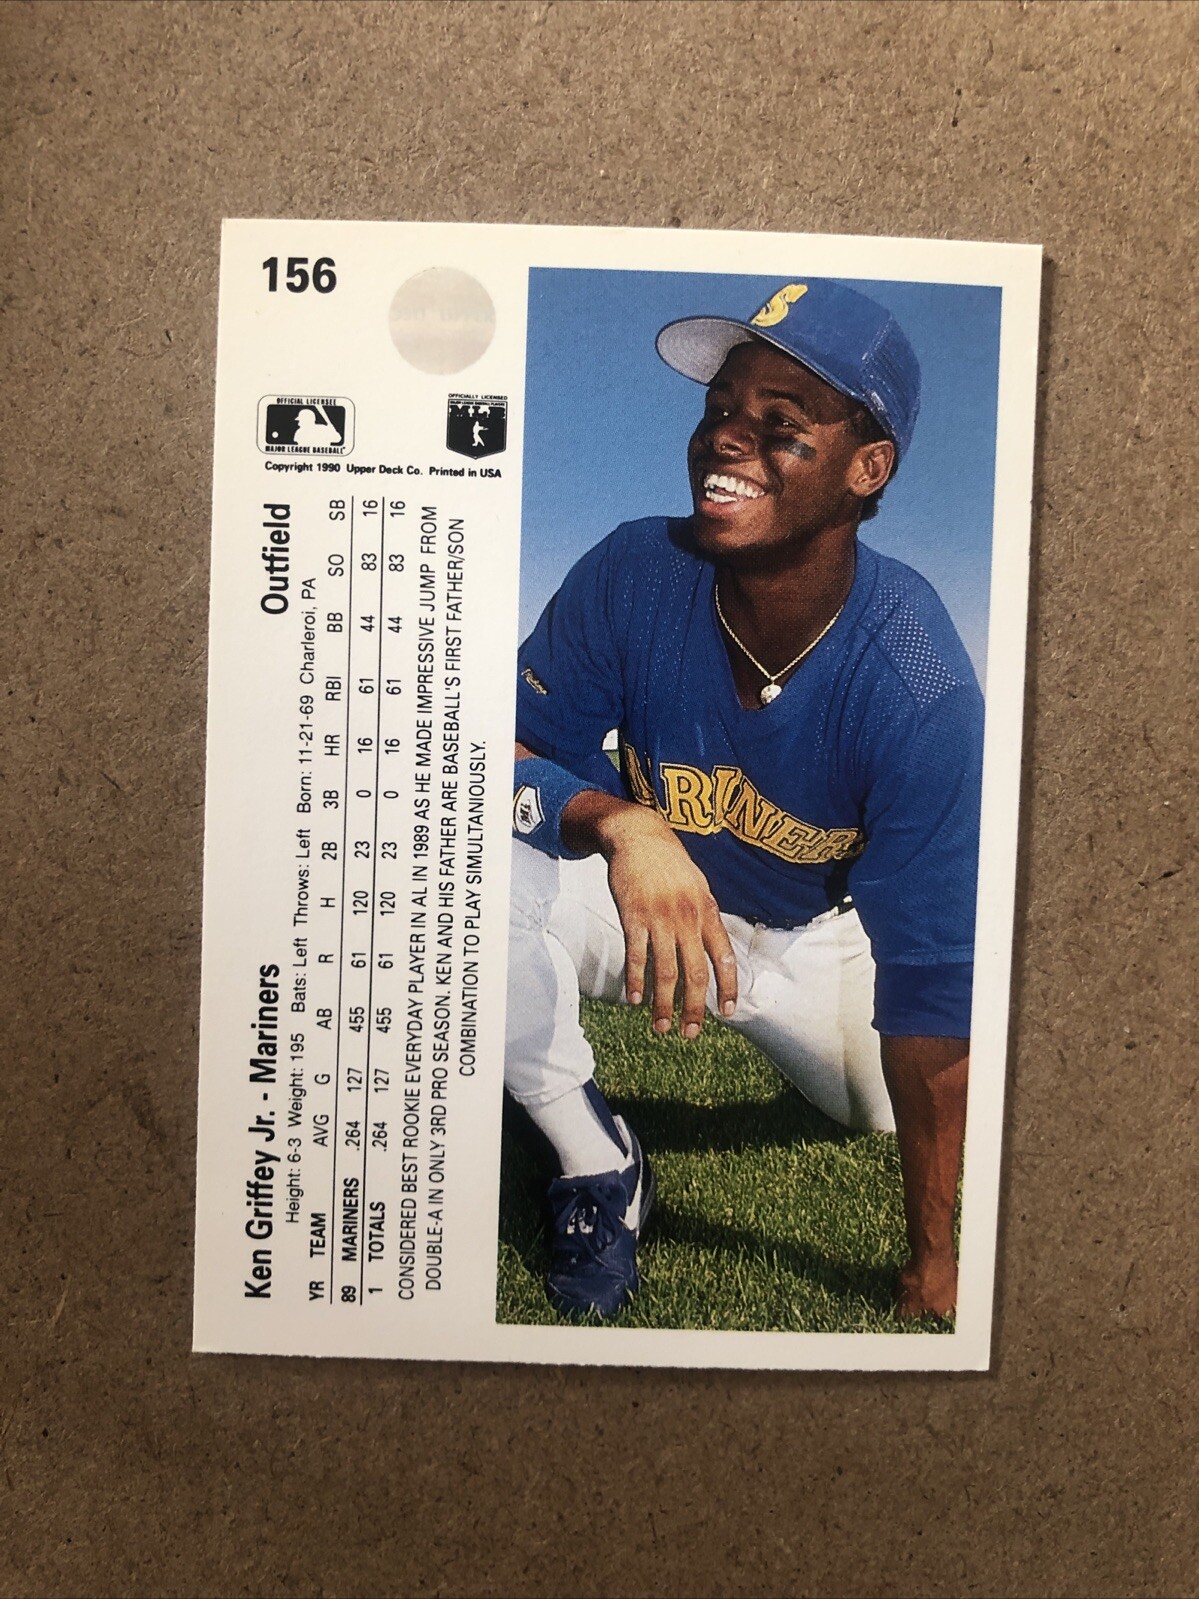 156
OFFICIAL LICENSEE
MAJOR LEAGUE BASEBALL
OFFICIALLY LICENSED
MAJOR LEAGUE BASEBALL PLAYERS
Copyright 1990 Upper Deck Co. Printed in USA
Ken Griffey Jr. - Mariners Outfield
Height: 6-3 Weight: 195 Bats: Left Throws: Left Born: 11-21-69 Charleroi, PA
YR TEAM AVG G AB R H 2B 3B HR RBI BB SO SB
89 MARINERS .264 127 455 61 120 23 0 16 61 44 83 16
1 TOTALS .264 127 455 61 120 23 0 16 61 44 83 16
CONSIDERED BEST ROOKIE EVERYDAY PLAYER IN AL IN 1989 AS HE MADE IMPRESSIVE JUMP FROM
DOUBLE-A IN ONLY 3RD PRO SEASON. KEN AND HIS FATHER ARE BASEBALL'S FIRST FATHER/SON
COMBINATION TO PLAY SIMULTANIOUSLY.
S
MARINERS